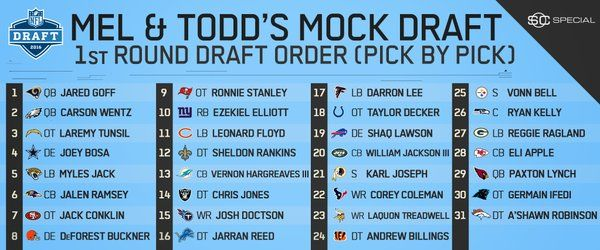 NFL
DRAFT
2016
MEL & TODD'S MOCK DRAFT
SC SPECIAL
1ST ROUND DRAFT ORDER (PICK BY PICK)
1 QB JARED GOFF
2 QB CARSON WENTZ
3 OT LAREMY TUNSIL
4 DE JOEY BOSA
5 LB MYLES JACK
6 CB JALEN RAMSEY
7 OT JACK CONKLIN
8 DE DEFOREST BUCKNER
9 OT RONNIE STANLEY
10 RB EZEKIEL ELLIOTT
11 LB LEONARD FLOYD
12 DT SHELDON RANKINS
13 CB VERNON HARGREAVES III
14 DT CHRIS JONES
15 WR JOSH DOCTSON
16 DT JARRAN REED
17 LB DARRON LEE
18 OT TAYLOR DECKER
19 DE SHAQ LAWSON
20 CB WILLIAM JACKSON III
21 S KARL JOSEPH
22 WR COREY COLEMAN
23 WR LAQUON TREADWELL
24 DT ANDREW BILLINGS
25 S VONN BELL
26 C RYAN KELLY
27 LB REGGIE RAGLAND
28 CB ELI APPLE
29 QB PAXTON LYNCH
30 OT GERMAIN IFEDI
31 DT A'SHAWN ROBINSON